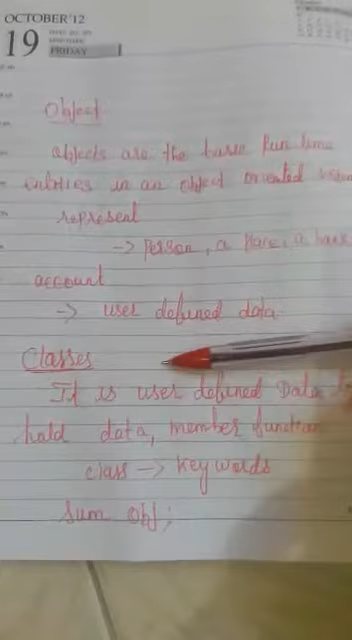 OCTOBER'12
19
FRIDAY
Object
objects are the basic Run time
entities in an object oriented
represent
-> person, a place, a bank
account
-> user defined data
Classes
It is user defined Data
hold data, member function
class -> keywords
Sum obj;